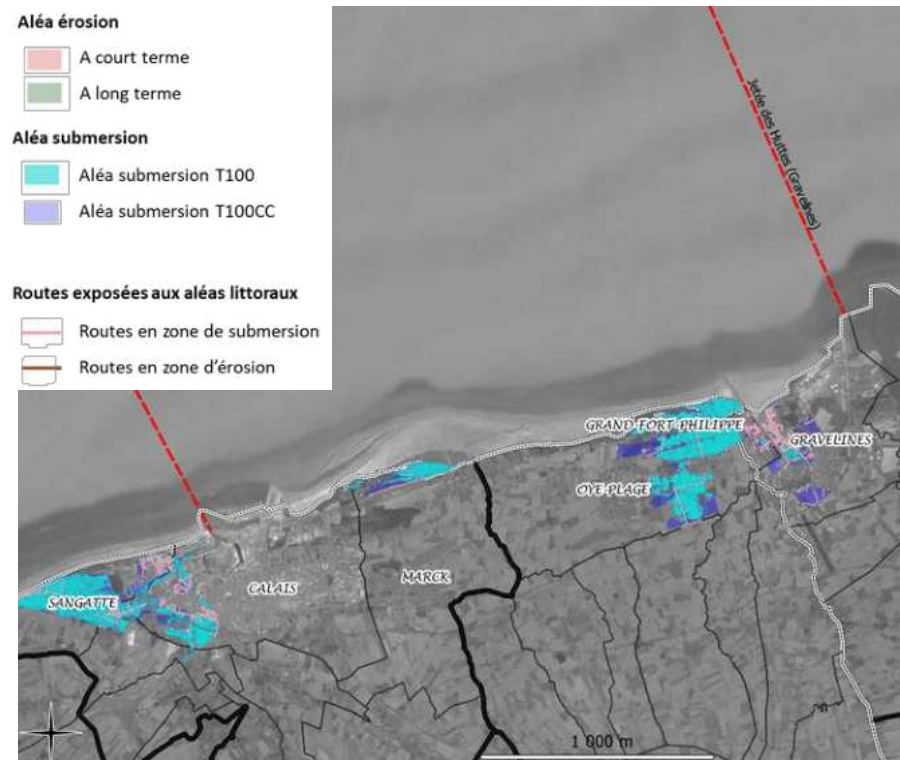 Aléa érosion
A court terme
A long terme
Aléa submersion
Aléa submersion T100
Aléa submersion T100CC
Routes exposées aux aléas littoraux
Routes en zone de submersion
Routes en zone d'érosion
Jetée des Huttes (Gravelines)
GRAND-FORT-PHILIPPE
GRAVELINES
OYE-PLAGE
MARCK
CALAIS
SANGATTE
1 000 m